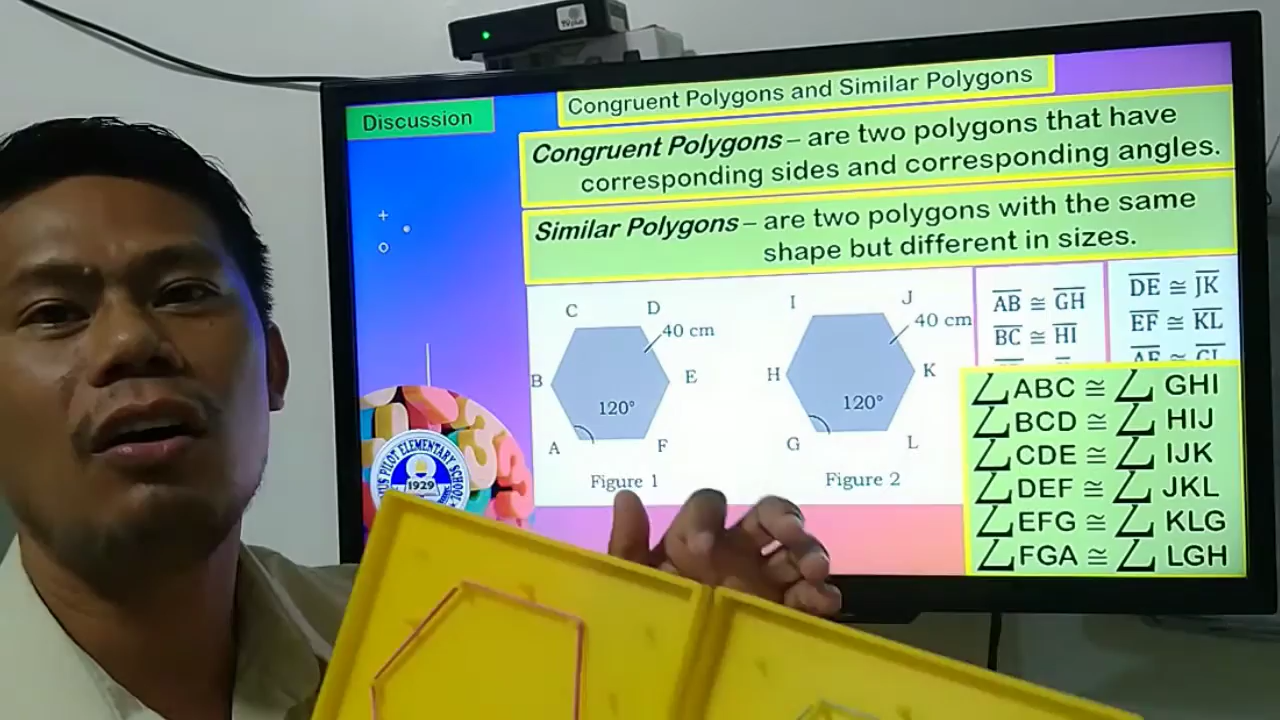 TVplus
Discussion
Congruent Polygons and Similar Polygons
Congruent Polygons – are two polygons that have
corresponding sides and corresponding angles.
Similar Polygons – are two polygons with the same
shape but different in sizes.
C D
40 cm
B E
120°
A F
Figure 1
I J
40 cm
H K
120°
G L
Figure 2
AB ≅ GH
BC ≅ HI
DE ≅ JK
EF ≅ KL
∠ABC ≅ ∠ GHI
∠BCD ≅ ∠ HIJ
∠CDE ≅ ∠ IJK
∠DEF ≅ ∠ JKL
∠EFG ≅ ∠ KLG
∠FGA ≅ ∠ LGH
PILOT ELEMENTARY SCHOOL
1929